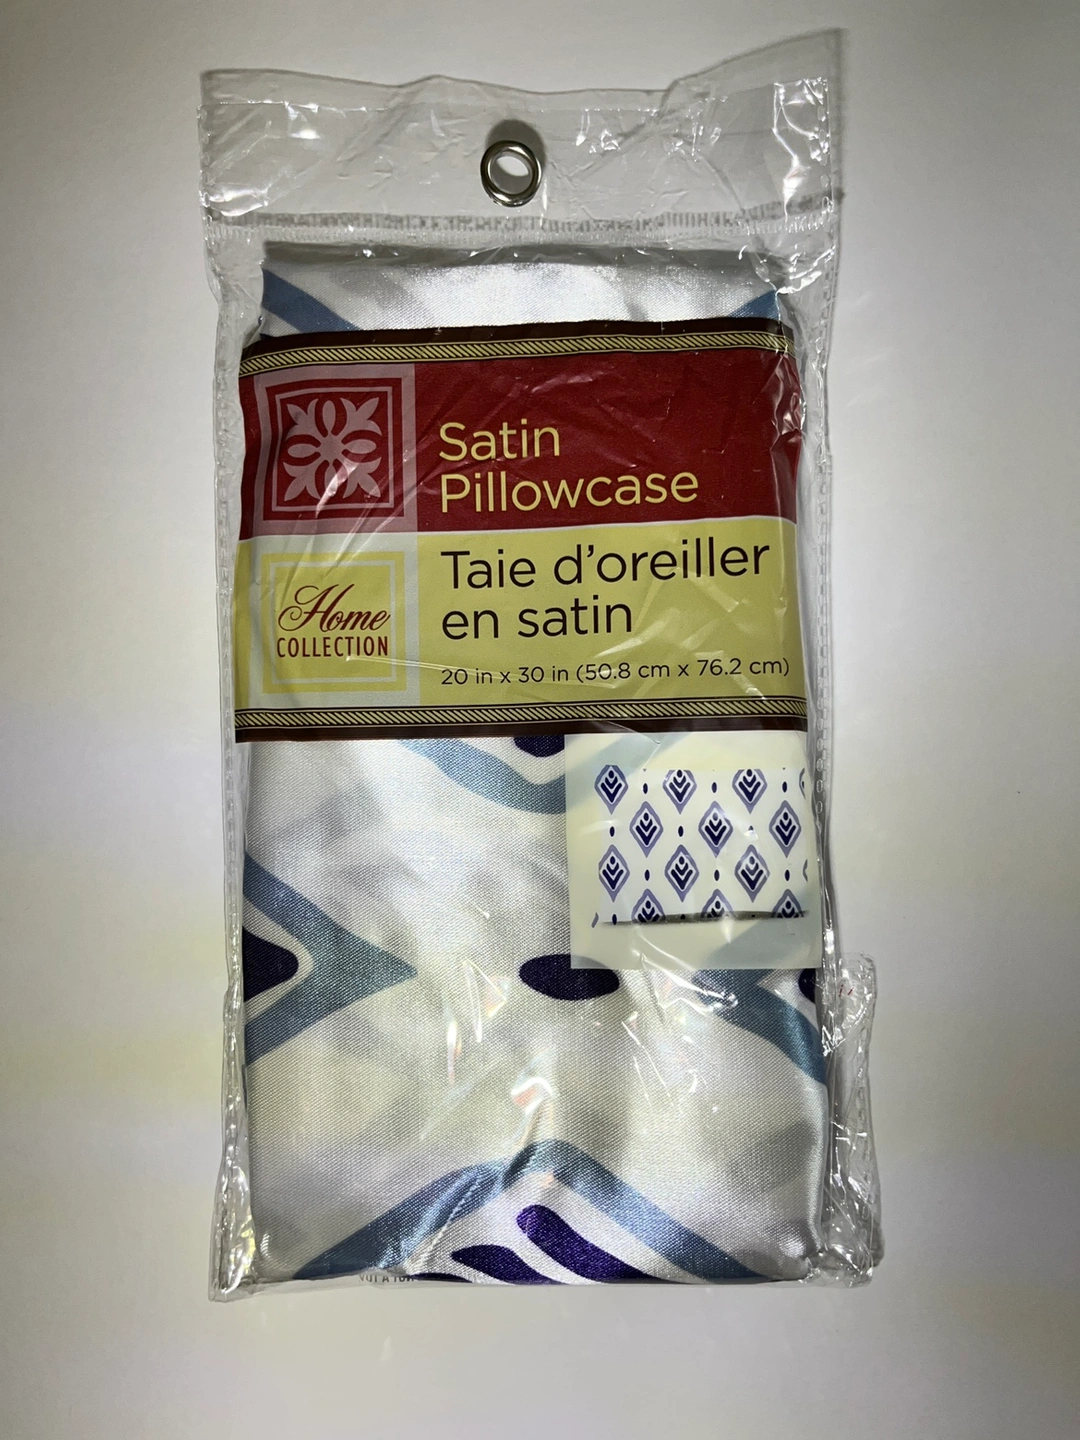 Satin
Pillowcase
Home
COLLECTION
Taie d'oreiller
en satin
20 in x 30 in (50.8 cm x 76.2 cm)